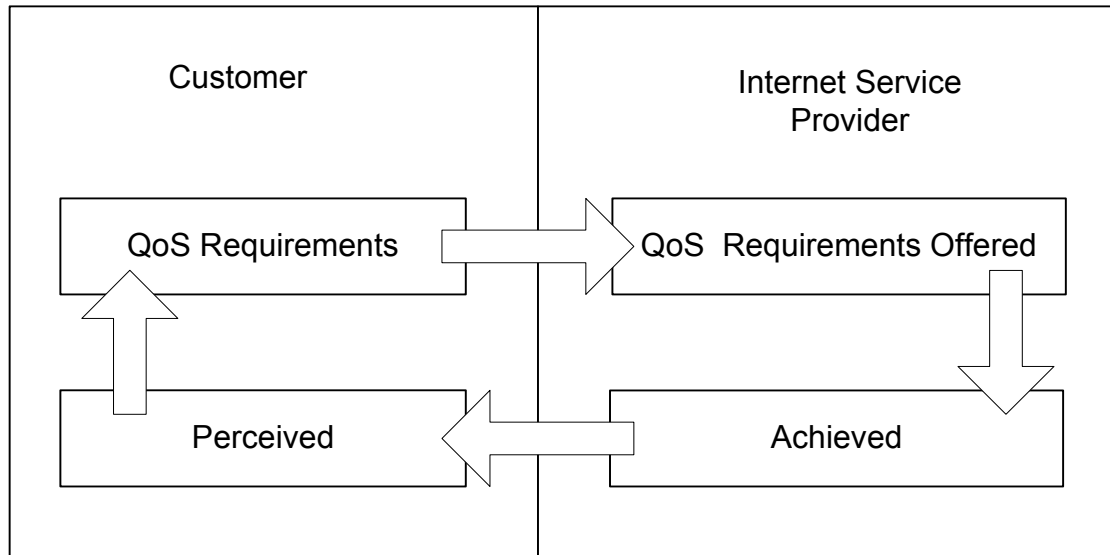 Customer
Internet Service
Provider
QoS Requirements
QoS Requirements Offered
Perceived
Achieved